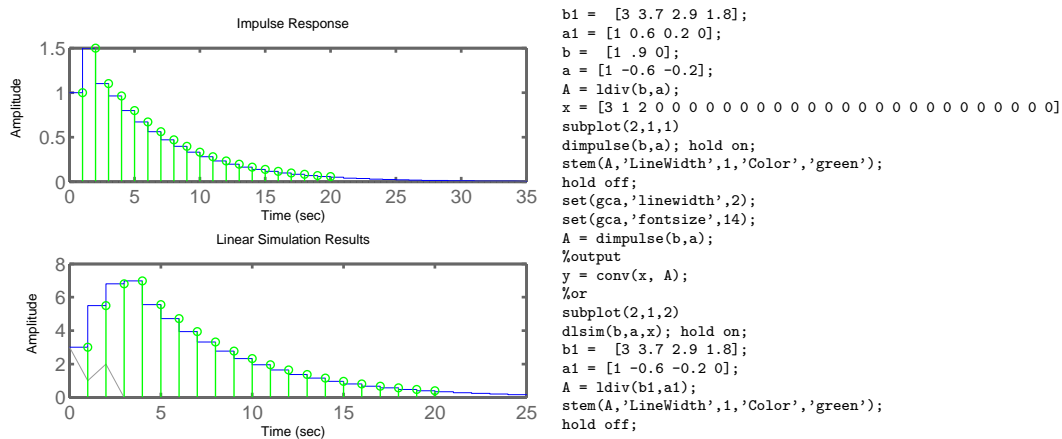 Impulse Response
1.5
1
0.5
0
Amplitude
0 5 10 15 20 25 30 35
Time (sec)
Linear Simulation Results
8
6
4
2
0
Amplitude
0 5 10 15 20 25
Time (sec)
b1 =  [3 3.7 2.9 1.8];
a1 = [1 0.6 0.2 0];
b = [1 .9 0];
a = [1 -0.6 -0.2];
A = ldiv(b,a);
x = [3 1 2 0 0 0 0 0 0 0 0 0 0 0 0 0 0 0 0 0 0 0 0 0 0 0]
subplot(2,1,1)
dimpulse(b,a); hold on;
stem(A,'LineWidth',1,'Color','green');
hold off;
set(gca,'linewidth',2);
set(gca,'fontsize',14);
A = dimpulse(b,a);
%output
y = conv(x, A);
%or
subplot(2,1,2)
dlsim(b,a,x); hold on;
b1 =  [3 3.7 2.9 1.8];
a1 = [1 -0.6 -0.2 0];
A = ldiv(b1,a1);
stem(A,'LineWidth',1,'Color','green');
hold off;